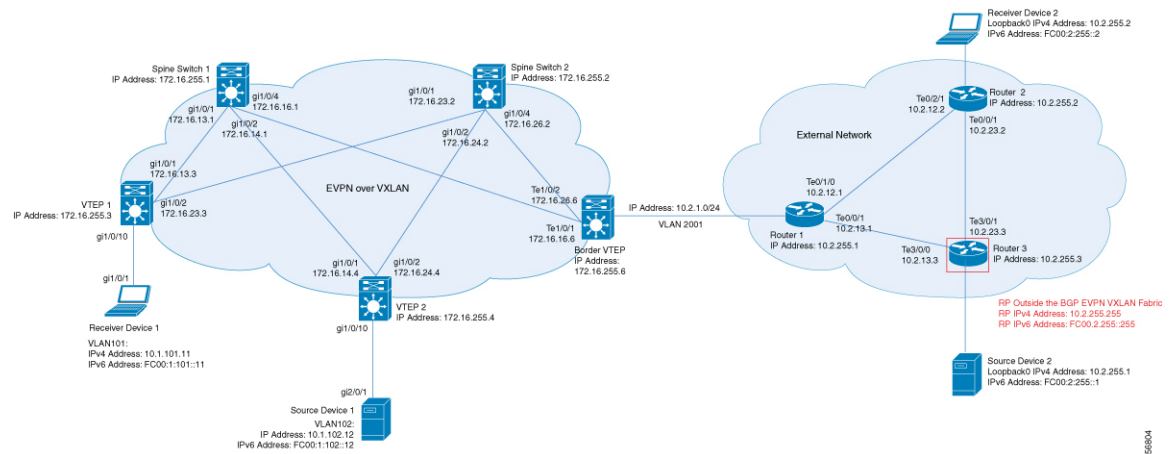 Receiver Device 2
Loopback0 IPv4 Address: 10.2.255.2
IPv6 Address: FC00:2:255::2
Spine Switch 1
IP Address: 172.16.255.1
Spine Switch 2
IP Address: 172.16.255.2
gi1/0/1
172.16.13.1
gi1/0/4
172.16.16.1
gi1/0/2
172.16.14.1
gi1/0/1
172.16.23.2
gi1/0/4
172.16.26.2
gi1/0/2
172.16.24.2
Te0/2/1
10.2.12.2
Router 2
IP Address: 10.2.255.2
Te0/0/1
10.2.23.2
External Network
gi1/0/1
172.16.13.3
VTEP 1
IP Address: 172.16.255.3
gi1/0/2
172.16.23.3
gi1/0/10
EVPN over VXLAN
Te1/0/2
172.16.26.6
Te1/0/1
172.16.16.6
Border VTEP
IP Address:
172.16.255.6
IP Address: 10.2.1.0/24
VLAN 2001
Te0/1/0
10.2.12.1
Te0/0/1
10.2.13.1
Router 1
IP Address: 10.2.255.1
Te3/0/1
10.2.23.3
Te3/0/0
10.2.13.3
Router 3
IP Address: 10.2.255.3
gi1/0/1
172.16.14.4
gi1/0/2
172.16.24.4
VTEP 2
IP Address: 172.16.255.4
gi1/0/10
gi1/0/1
Receiver Device 1
VLAN101:
IPv4 Address: 10.1.101.11
IPv6 Address: FC00:1:101::11
RP Outside the BGP EVPN VXLAN Fabric
RP IPv4 Address: 10.2.255.255
RP IPv6 Address: FC00.2.255::255
Source Device 2
Loopback0 IPv4 Address: 10.2.255.1
IPv6 Address: FC00:2:255::1
gi2/0/1
Source Device 1
VLAN102:
IP Address: 10.1.102.12
IPv6 Address: FC00:1:102::12
56804